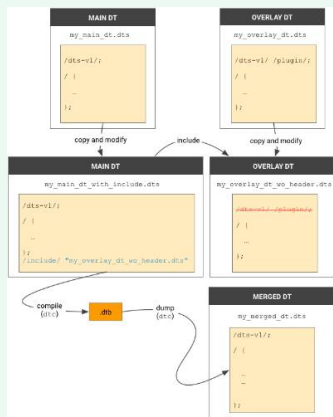 MAIN DT
my_main_dt.dts
/dts-v1/;
/ {
…
};
OVERLAY DT
my_overlay_dt.dts
/dts-v1/ /plugin/;
/ {
…
};
copy and modify
include
copy and modify
MAIN DT
my_main_dt_with_include.dts
/dts-v1/;
/ {
…
};
/include/ "my_overlay_dt_wo_header.dts"
OVERLAY DT
my_overlay_dt_wo_header.dts
/dts-v1/ /plugin/;
/ {
…
};
compile
(dtc)
.dtb
dump
(dtc)
MERGED DT
my_merged_dt.dts
/dts-v1/;
/ {
…
…
};